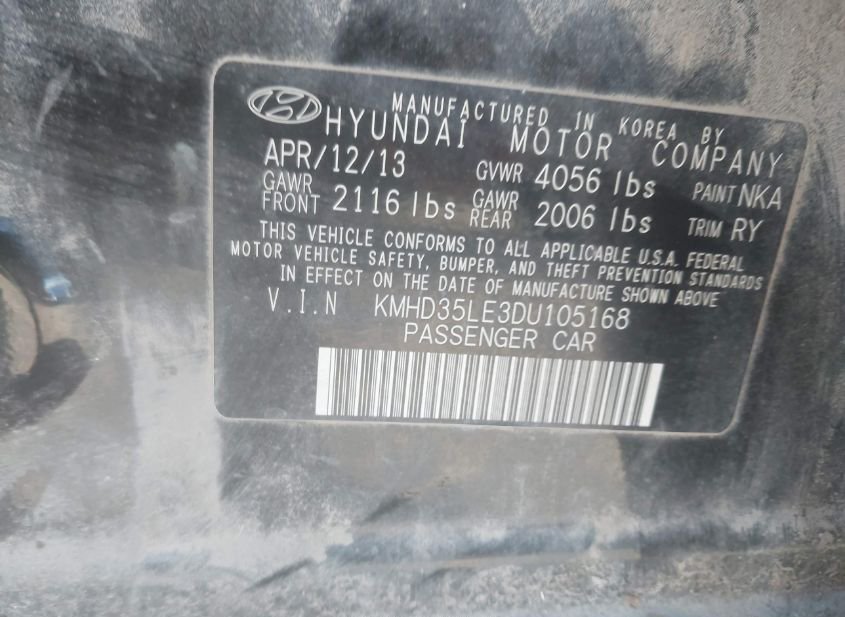 MANUFACTURED IN KOREA BY
HYUNDAI MOTOR COMPANY
APR/12/13 GVWR 4056 lbs PAINT NKA
GAWR FRONT 2116 lbs GAWR REAR 2006 lbs TRIM RY
THIS VEHICLE CONFORMS TO ALL APPLICABLE U.S.A. FEDERAL
MOTOR VEHICLE SAFETY, BUMPER, AND THEFT PREVENTION STANDARDS
IN EFFECT ON THE DATE OF MANUFACTURE SHOWN ABOVE
V.I.N KMHD35LE3DU105168
PASSENGER CAR